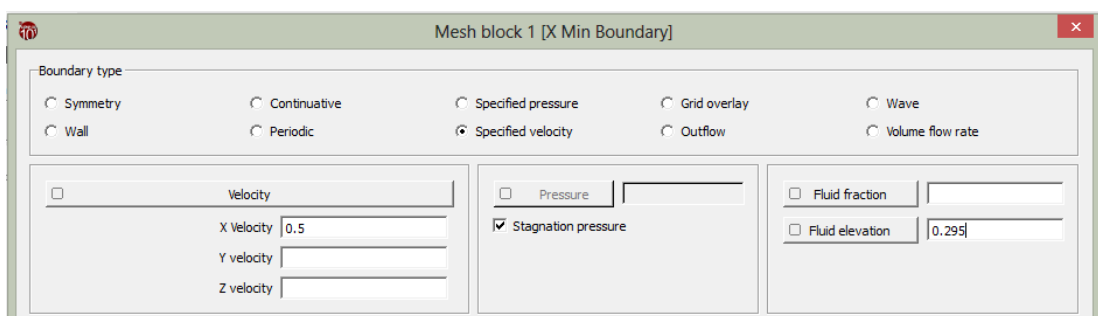 Mesh block 1 [X Min Boundary]
Boundary type
Symmetry Continuative Specified pressure Grid overlay Wave
Wall Periodic Specified velocity Outflow Volume flow rate
Velocity Pressure Fluid fraction
X Velocity 0.5 Stagnation pressure Fluid elevation 0.295
Y velocity
Z velocity